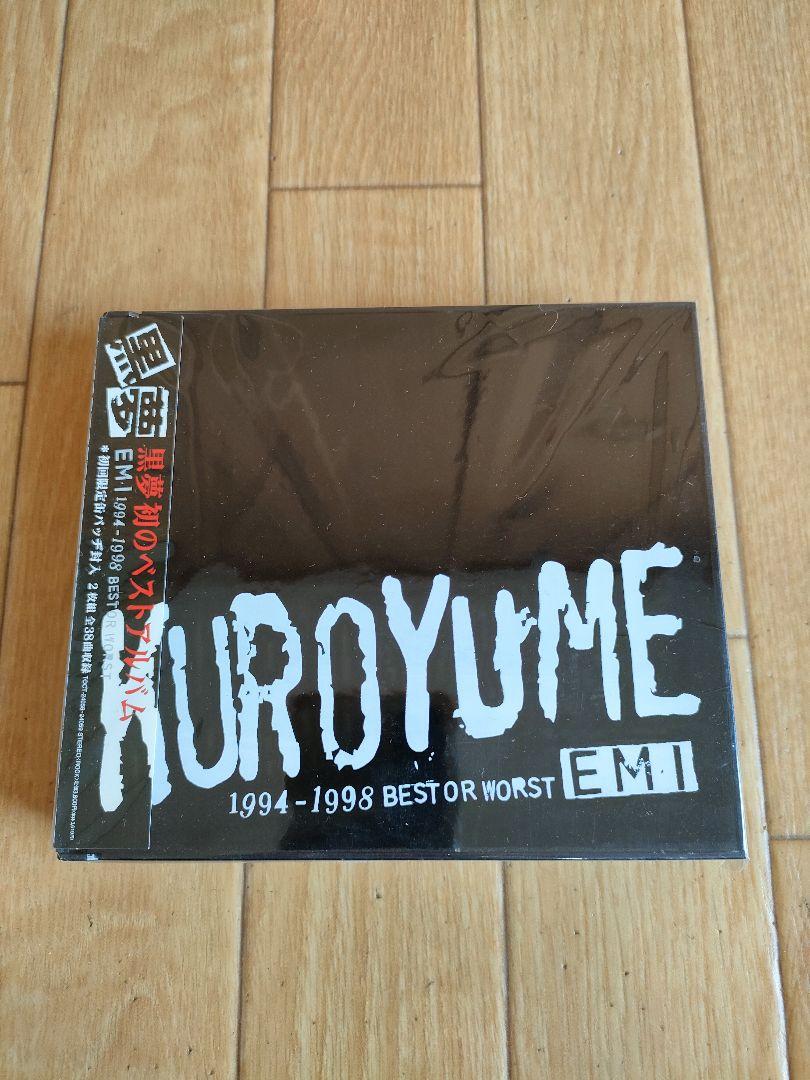 黒夢
黒夢初のベストアルバム
EMI 1994-1998 BEST OR WORST
*初回限定缶バッヂ封入 2枚組 全38曲収録
KUROYUME
1994-1998 BEST OR WORST EMI